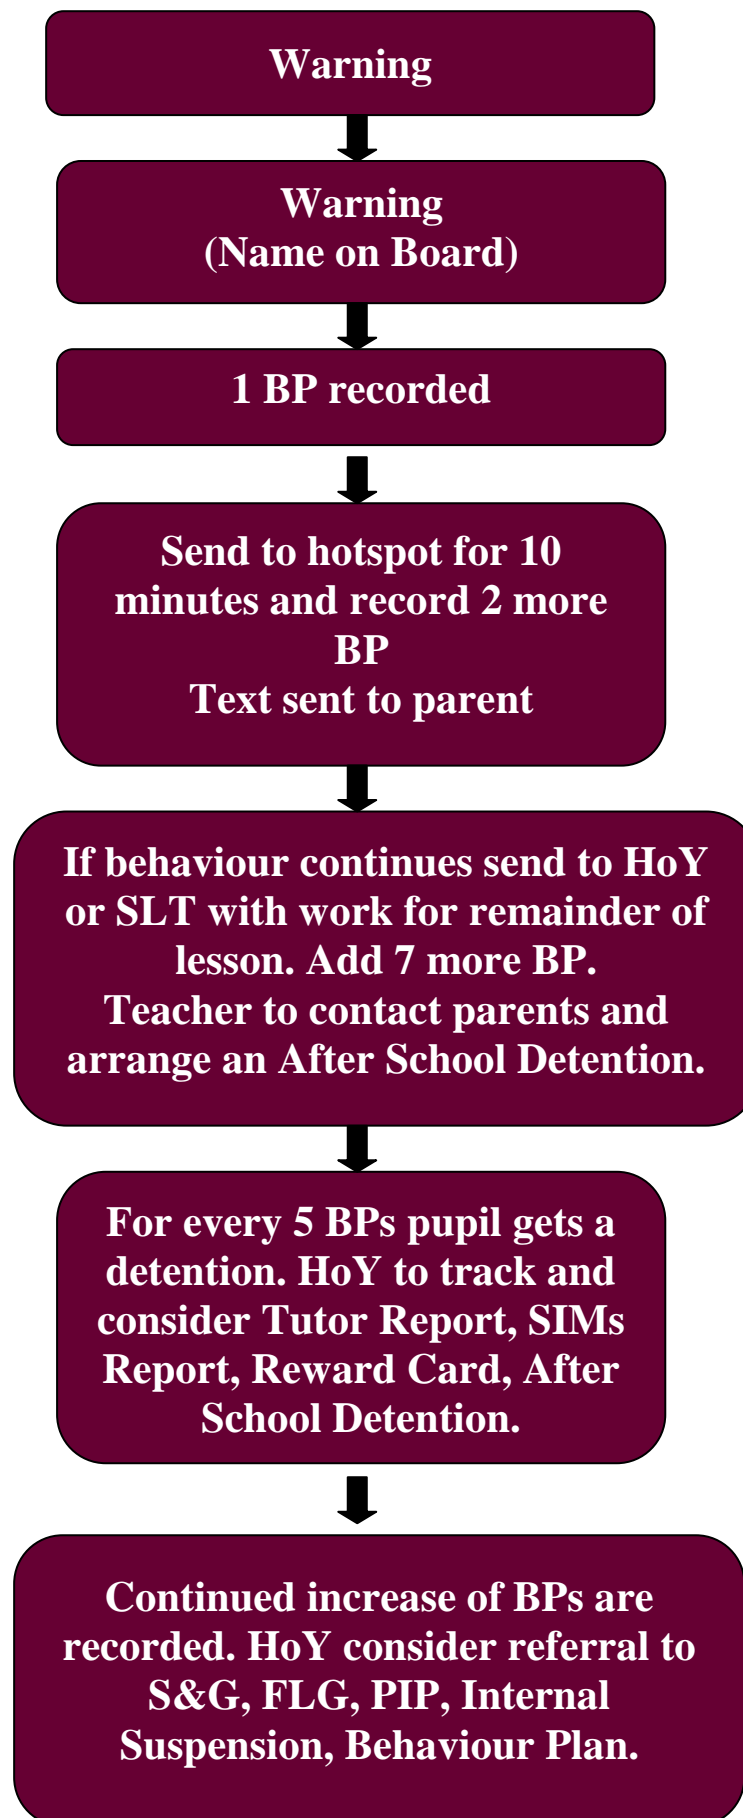 Warning
Warning
(Name on Board)
1 BP recorded
Send to hotspot for 10
minutes and record 2 more
BP
Text sent to parent
If behaviour continues send to HoY
or SLT with work for remainder of
lesson. Add 7 more BP.
Teacher to contact parents and
arrange an After School Detention.
For every 5 BPs pupil gets a
detention. HoY to track and
consider Tutor Report, SIMs
Report, Reward Card, After
School Detention.
Continued increase of BPs are
recorded. HoY consider referral to
S&G, FLG, PIP, Internal
Suspension, Behaviour Plan.